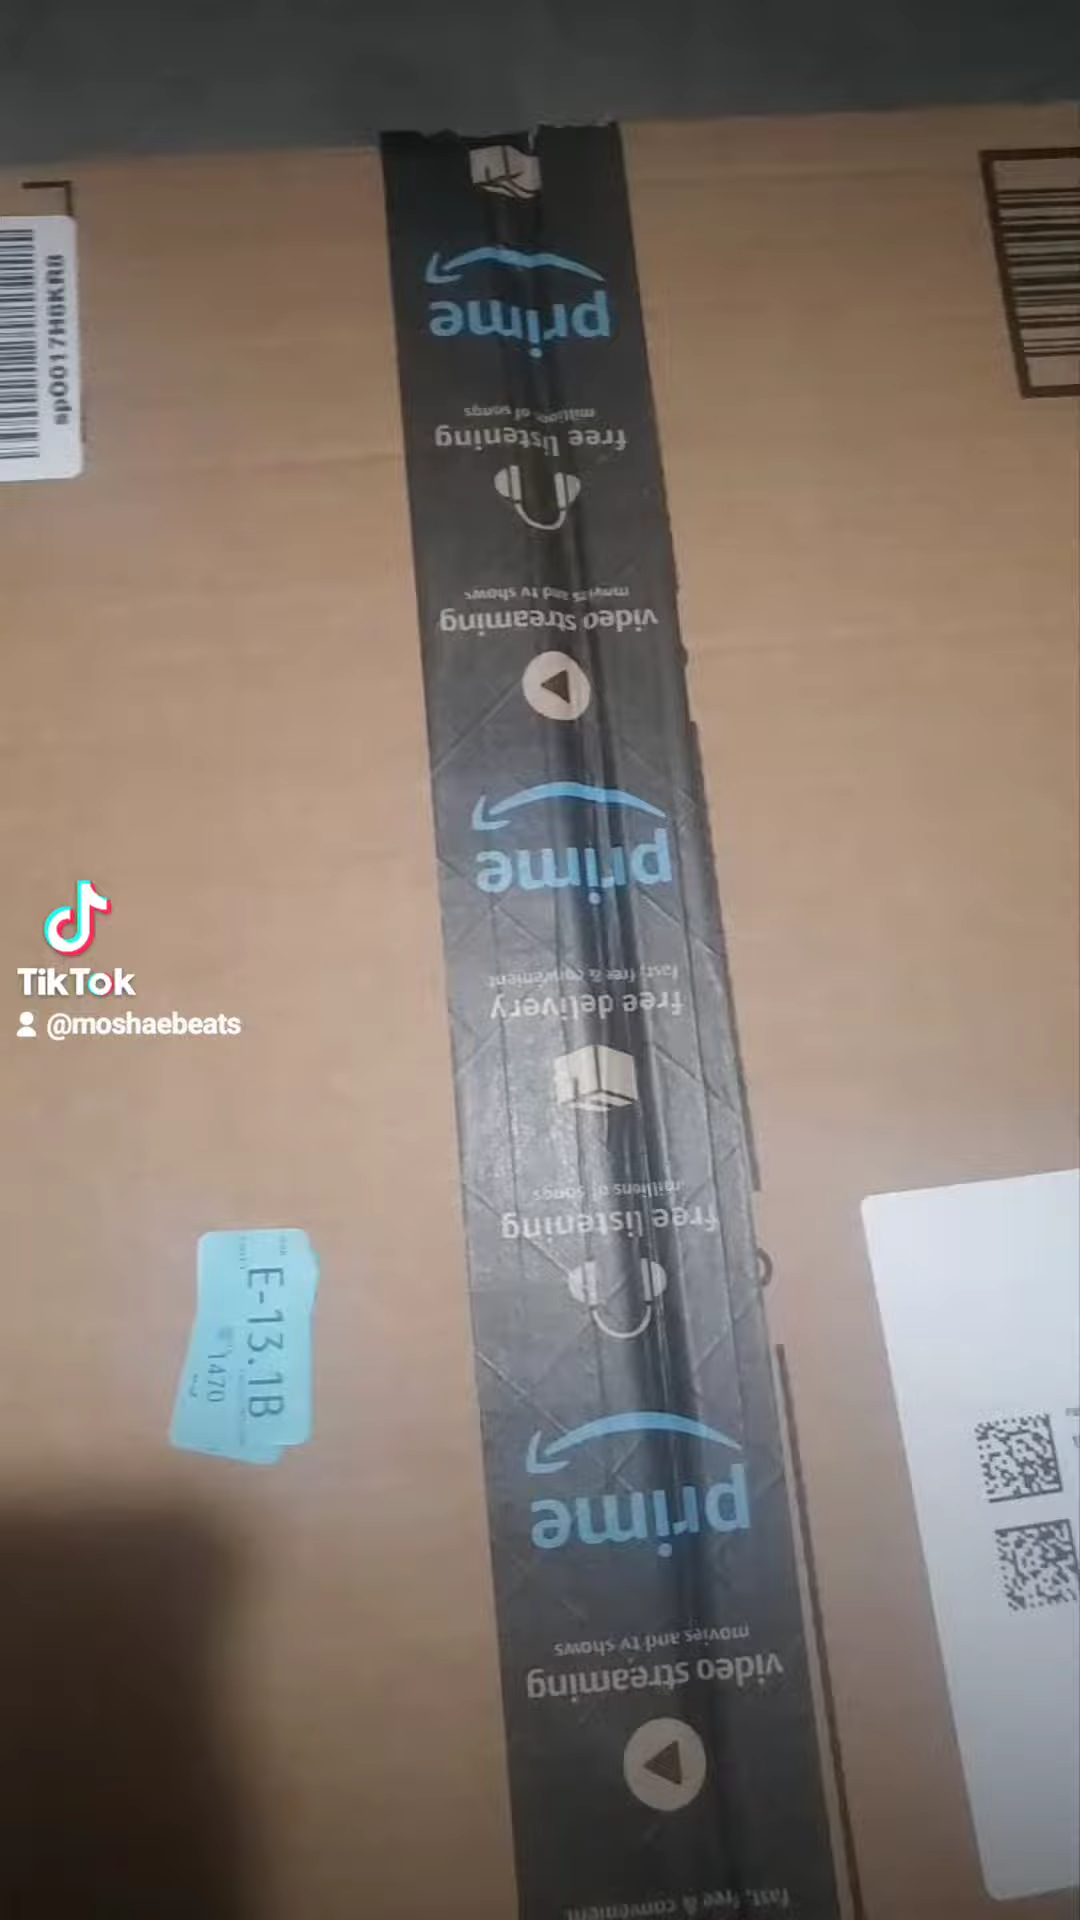 spO017H8KR8
prime
millions of songs
free listening
movies and tv shows
video streaming
prime
fast, free & convenient
free delivery
millions of songs
free listening
prime
movies and tv shows
video streaming
fast, free & convenient
E-13.1B
1470
TikTok
@moshaebeats